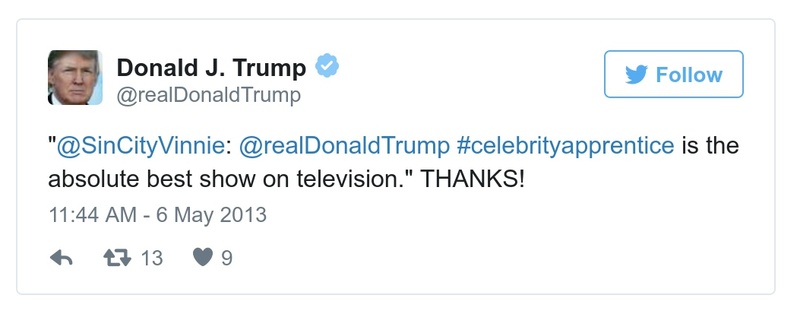 Donald J. Trump
@realDonaldTrump
Follow
"@SinCityVinnie: @realDonaldTrump #celebrityapprentice is the
absolute best show on television." THANKS!
11:44 AM - 6 May 2013
13 9